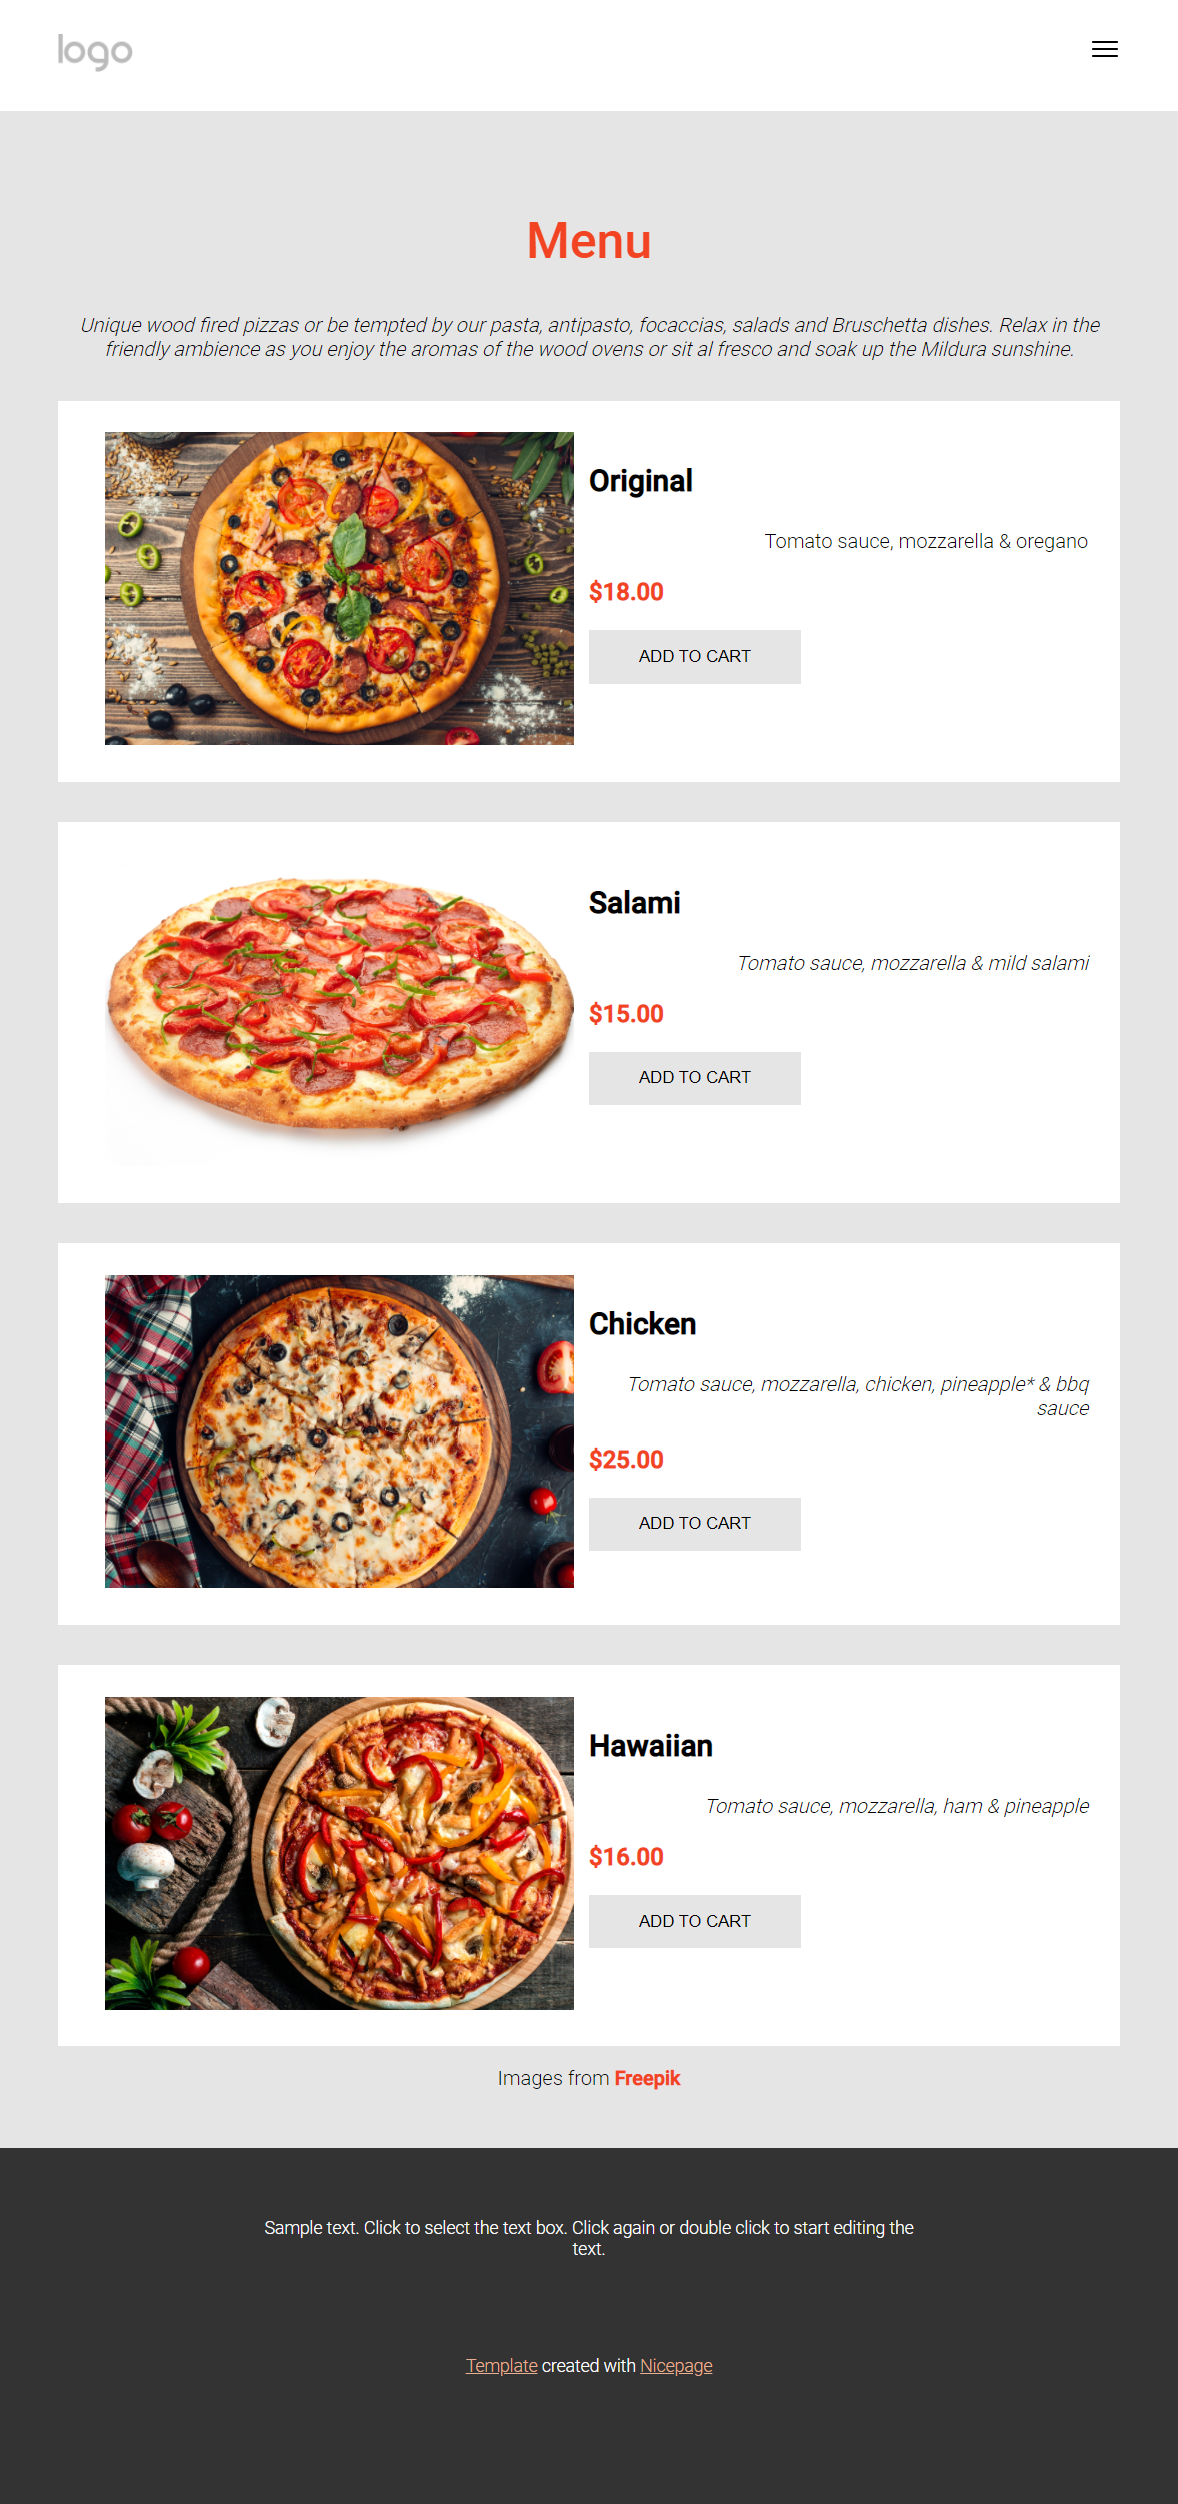 logo
Menu
Unique wood fired pizzas or be tempted by our pasta, antipasto, focaccias, salads and Bruschetta dishes. Relax in the
friendly ambience as you enjoy the aromas of the wood ovens or sit al fresco and soak up the Mildura sunshine.
Original
Tomato sauce, mozzarella & oregano
$18.00
ADD TO CART
Salami
Tomato sauce, mozzarella & mild salami
$15.00
ADD TO CART
Chicken
Tomato sauce, mozzarella, chicken, pineapple* & bbq
sauce
$25.00
ADD TO CART
Hawaiian
Tomato sauce, mozzarella, ham & pineapple
$16.00
ADD TO CART
Images from Freepik
Sample text. Click to select the text box. Click again or double click to start editing the
text.
Template created with Nicepage